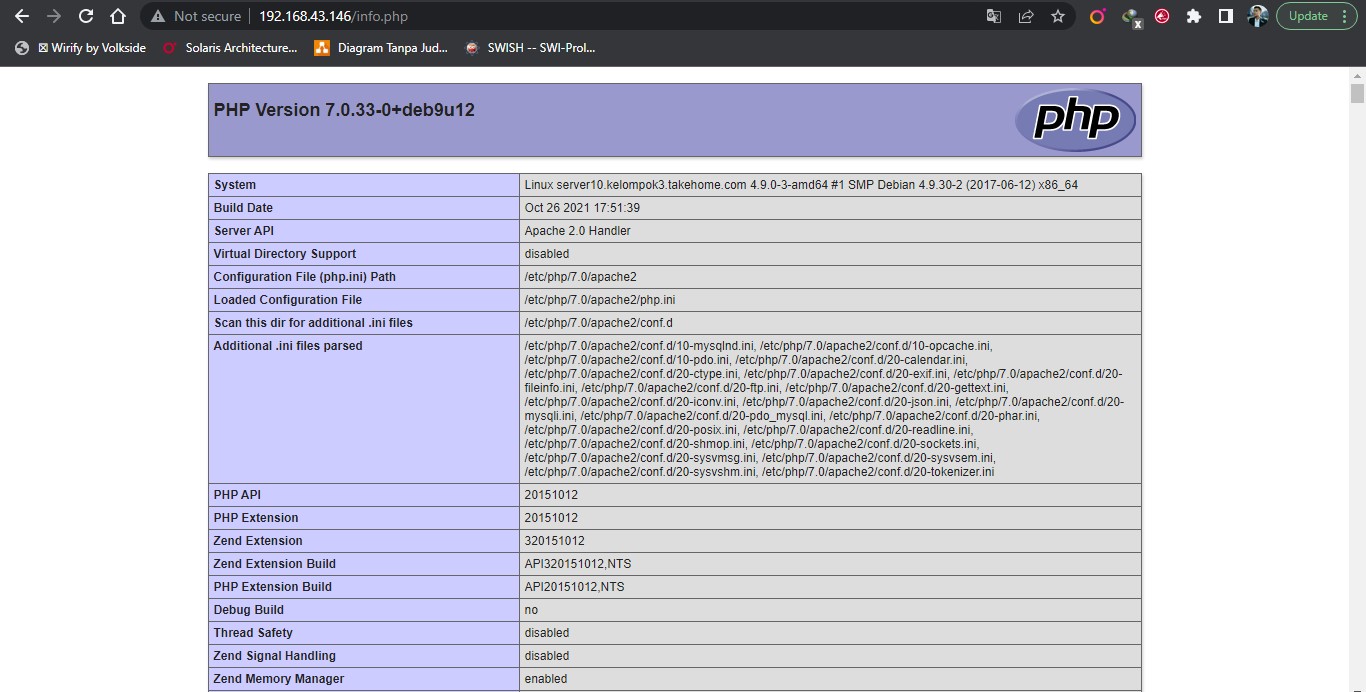 Not secure | 192.168.43.146/info.php
Update
Wirify by Volkside
Solaris Architecture...
Diagram Tanpa Jud...
SWISH -- SWI-Prol...
PHP Version 7.0.33-0+deb9u12
php
System Linux server10.kelompok3.takehome.com 4.9.0-3-amd64 #1 SMP Debian 4.9.30-2 (2017-06-12) x86_64
Build Date Oct 26 2021 17:51:39
Server API Apache 2.0 Handler
Virtual Directory Support disabled
Configuration File (php.ini) Path /etc/php/7.0/apache2
Loaded Configuration File /etc/php/7.0/apache2/php.ini
Scan this dir for additional .ini files /etc/php/7.0/apache2/conf.d
Additional .ini files parsed /etc/php/7.0/apache2/conf.d/10-mysqlnd.ini, /etc/php/7.0/apache2/conf.d/10-opcache.ini,
/etc/php/7.0/apache2/conf.d/10-pdo.ini, /etc/php/7.0/apache2/conf.d/20-calendar.ini,
/etc/php/7.0/apache2/conf.d/20-ctype.ini, /etc/php/7.0/apache2/conf.d/20-exif.ini, /etc/php/7.0/apache2/conf.d/20-
fileinfo.ini, /etc/php/7.0/apache2/conf.d/20-ftp.ini, /etc/php/7.0/apache2/conf.d/20-gettext.ini,
/etc/php/7.0/apache2/conf.d/20-iconv.ini, /etc/php/7.0/apache2/conf.d/20-json.ini, /etc/php/7.0/apache2/conf.d/20-
mysqli.ini, /etc/php/7.0/apache2/conf.d/20-pdo_mysql.ini, /etc/php/7.0/apache2/conf.d/20-phar.ini,
/etc/php/7.0/apache2/conf.d/20-posix.ini, /etc/php/7.0/apache2/conf.d/20-readline.ini,
/etc/php/7.0/apache2/conf.d/20-shmop.ini, /etc/php/7.0/apache2/conf.d/20-sockets.ini,
/etc/php/7.0/apache2/conf.d/20-sysvmsg.ini, /etc/php/7.0/apache2/conf.d/20-sysvsem.ini,
/etc/php/7.0/apache2/conf.d/20-sysvshm.ini, /etc/php/7.0/apache2/conf.d/20-tokenizer.ini
PHP API 20151012
PHP Extension 20151012
Zend Extension 320151012
Zend Extension Build API320151012,NTS
PHP Extension Build API20151012,NTS
Debug Build no
Thread Safety disabled
Zend Signal Handling disabled
Zend Memory Manager enabled